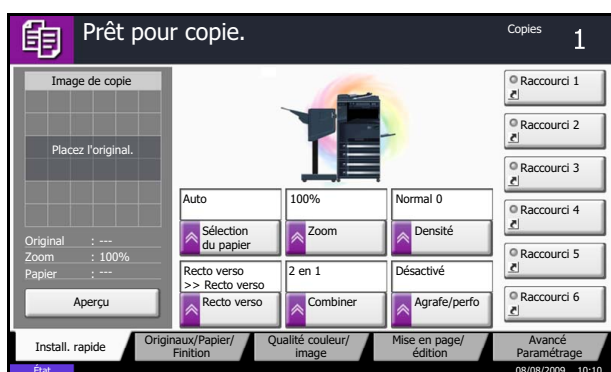 Prêt pour copie.
Copies
1
Image de copie
Placez l'original.
Original : ---
Zoom : 100%
Papier : ---
Aperçu
Auto
Sélection
du papier
100%
Zoom
Normal 0
Densité
Recto verso
>> Recto verso
Recto verso
2 en 1
Combiner
Désactivé
Agrafe/perfo
Raccourci 1
Raccourci 2
Raccourci 3
Raccourci 4
Raccourci 5
Raccourci 6
Install. rapide
Originaux/Papier/
Finition
Qualité couleur/
image
Mise en page/
édition
Avancé
Paramétrage
État
08/08/2009 10:10